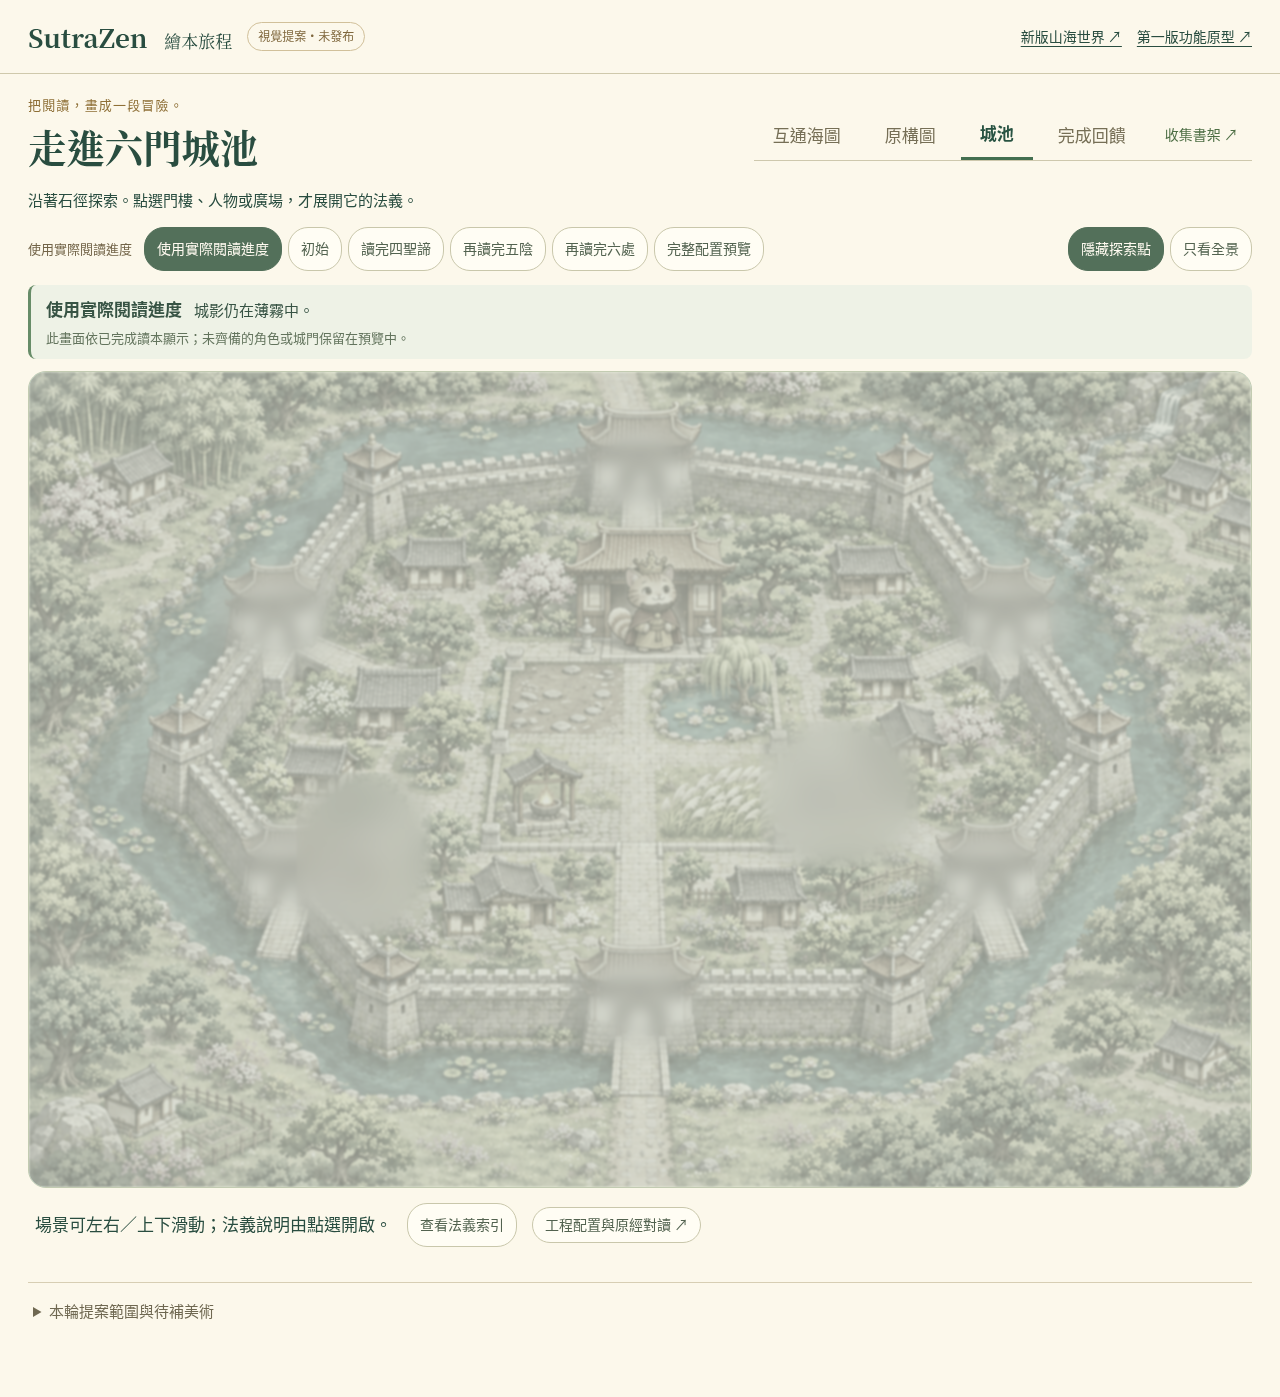 SutraZen 繪本旅程 視覺提案・未發布 新版山海世界 ↗ 第一版功能原型 ↗
把閱讀，畫成一段冒險。
走進六門城池
互通海圖 原構圖 城池 完成回饋 收集書架 ↗
沿著石徑探索。點選門樓、人物或廣場，才展開它的法義。
使用實際閱讀進度 使用實際閱讀進度 初始 讀完四聖諦 再讀完五陰 再讀完六處 完整配置預覽 隱藏探索點 只看全景
使用實際閱讀進度 城影仍在薄霧中。
此畫面依已完成讀本顯示；未齊備的角色或城門保留在預覽中。
場景可左右／上下滑動；法義說明由點選開啟。 查看法義索引 工程配置與原經對讀 ↗
▶ 本輪提案範圍與待補美術